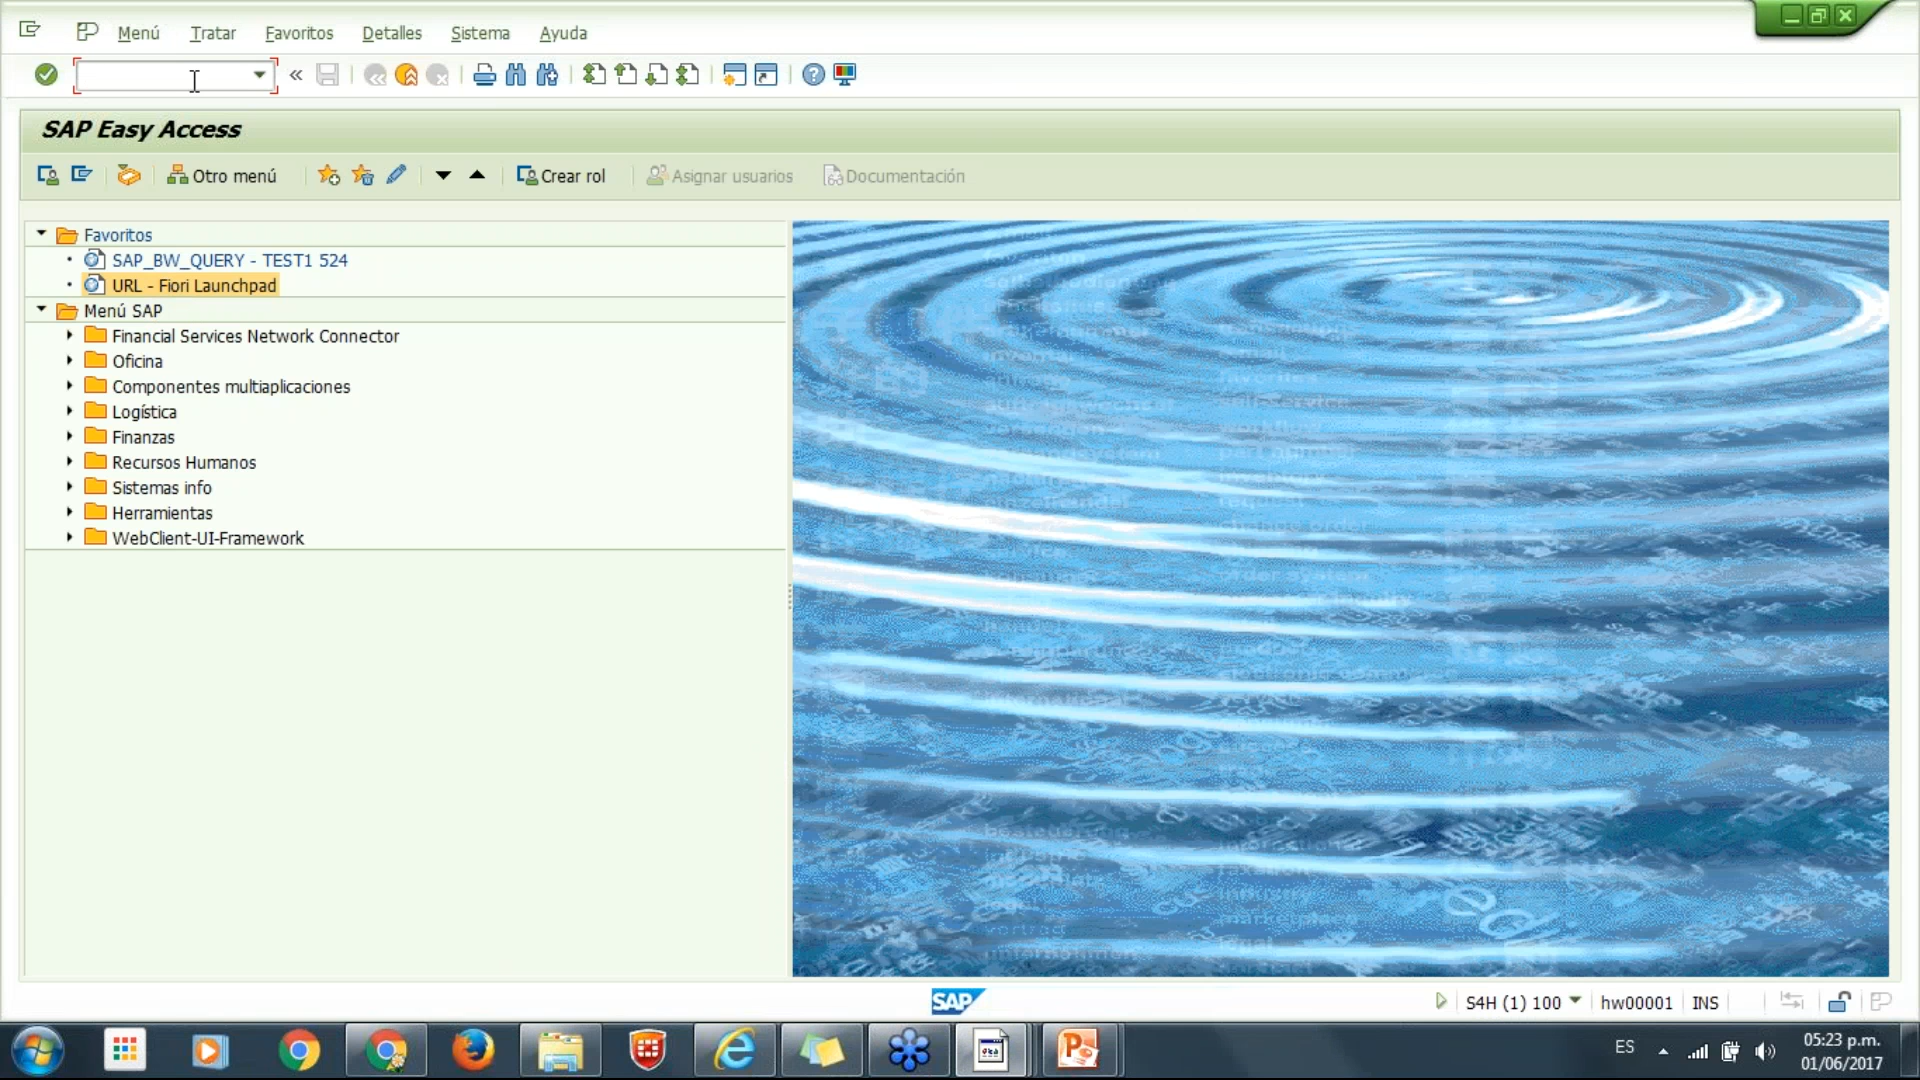 Menú Tratar Favoritos Detalles Sistema Ayuda
SAP Easy Access
Otro menú Crear rol Asignar usuarios Documentación
Favoritos
SAP_BW_QUERY - TEST1 524
URL - Fiori Launchpad
Menú SAP
Financial Services Network Connector
Oficina
Componentes multiaplicaciones
Logística
Finanzas
Recursos Humanos
Sistemas info
Herramientas
WebClient-UI-Framework
SAP
S4H (1) 100 hw00001 INS
ES
05:23 p.m.
01/06/2017